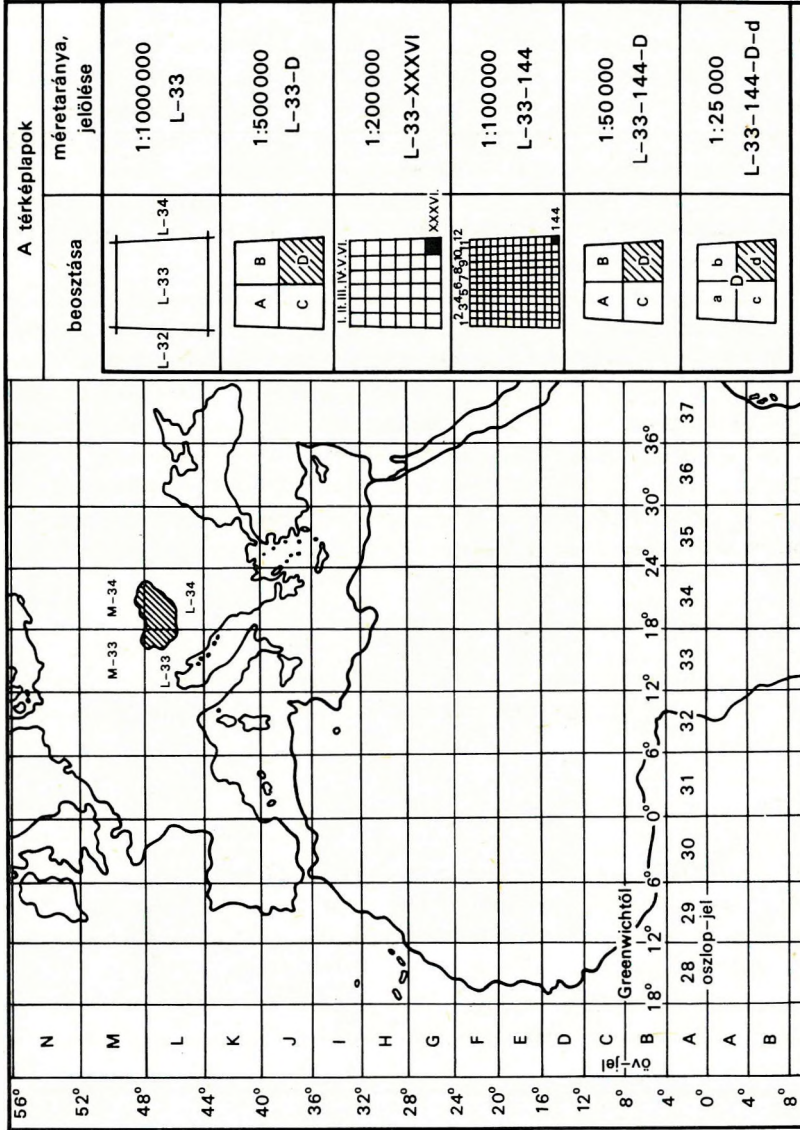 A térképlapok
beosztása
méretaránya,
jelölése
L-32
L-33
L-34
1:1000 000
L-33
A
B
C
D
1:500 000
L-33-D
I. II. III. IV. V. VI.
XXXVI.
1:200 000
L-33-XXXVI
1 2 3 4 5 6 7 8 9 10 11 12
144
1:100 000
L-33-144
A
B
C
D
1:50 000
L-33-144-D
a
b
D
c
d
1:25 000
L-33-144-D-d
56°
N
52°
M
48°
L
44°
K
40°
J
36°
I
32°
H
28°
G
24°
F
20°
E
16°
D
12°
C
8°
B
4°
A
0°
A
4°
B
8°
öv-jel
M-33
M-34
L-33
L-34
Greenwichtől
18°
12°
6°
0°
6°
12°
18°
24°
30°
36°
28
29
30
31
32
33
34
35
36
37
oszlop-jel